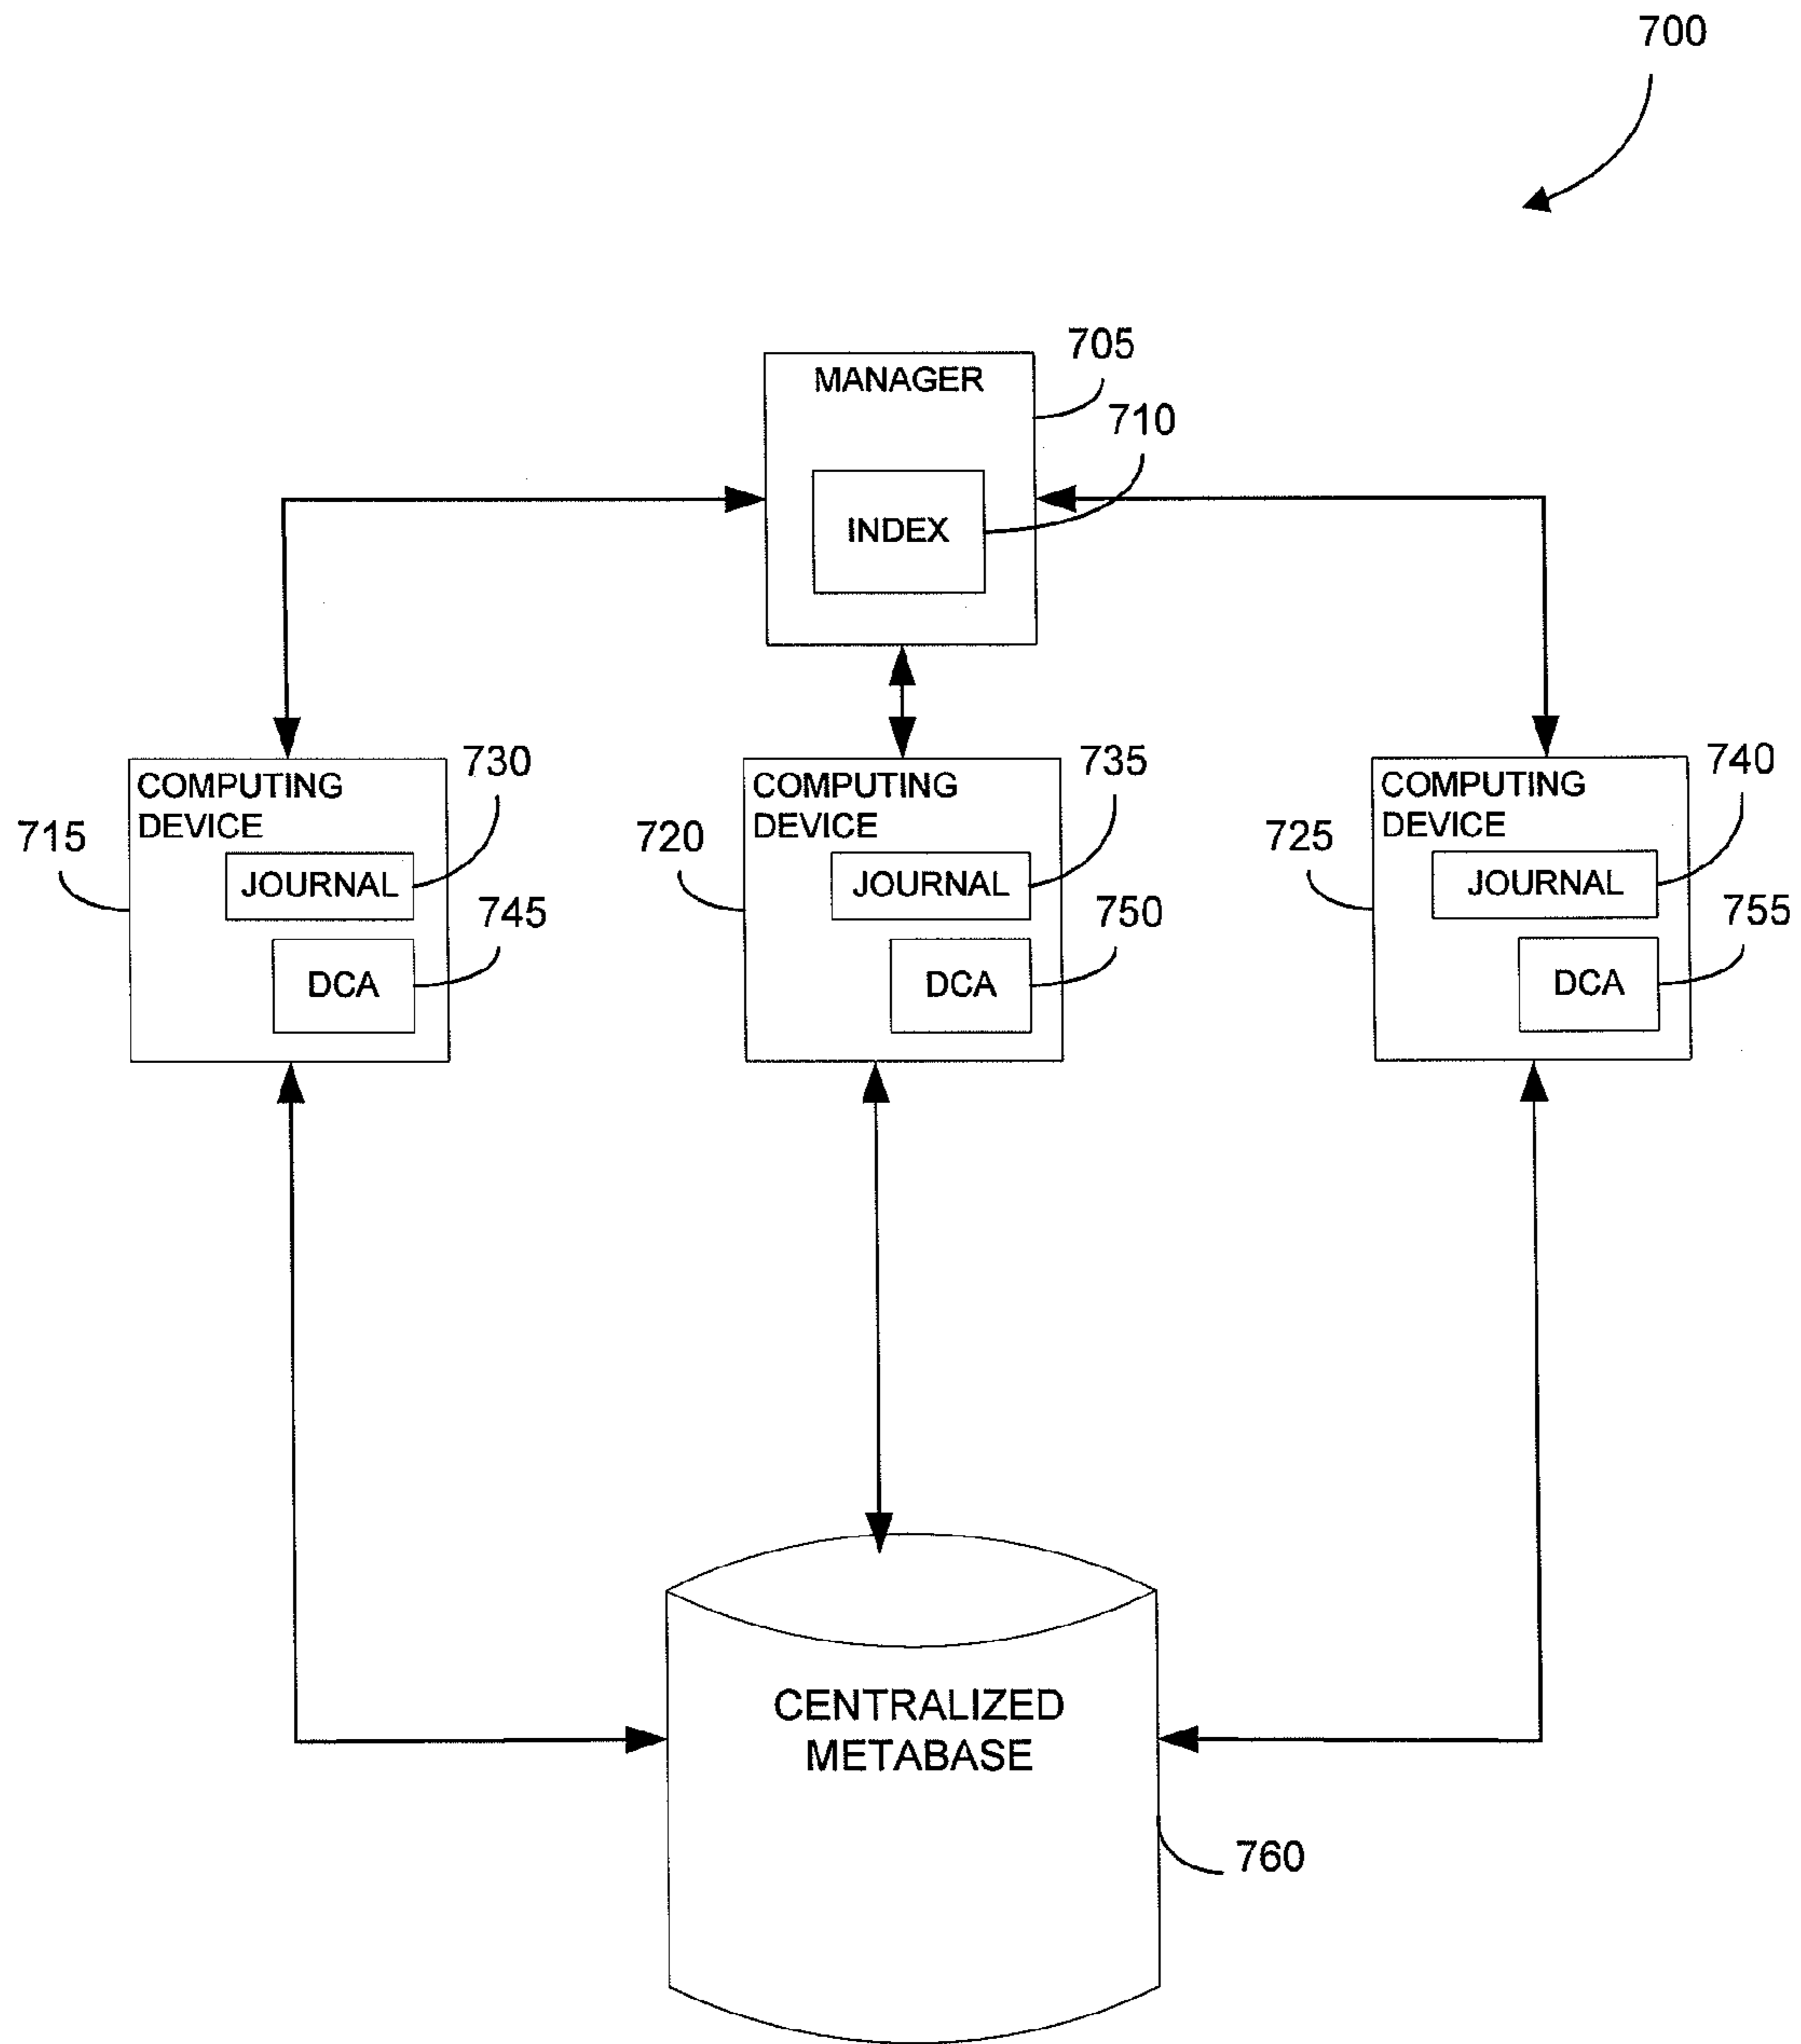 700
705
MANAGER
710
INDEX
730
735
740
COMPUTING
DEVICE
COMPUTING
DEVICE
COMPUTING
DEVICE
715
720
725
JOURNAL
JOURNAL
JOURNAL
745
750
755
DCA
DCA
DCA
CENTRALIZED
METABASE
760